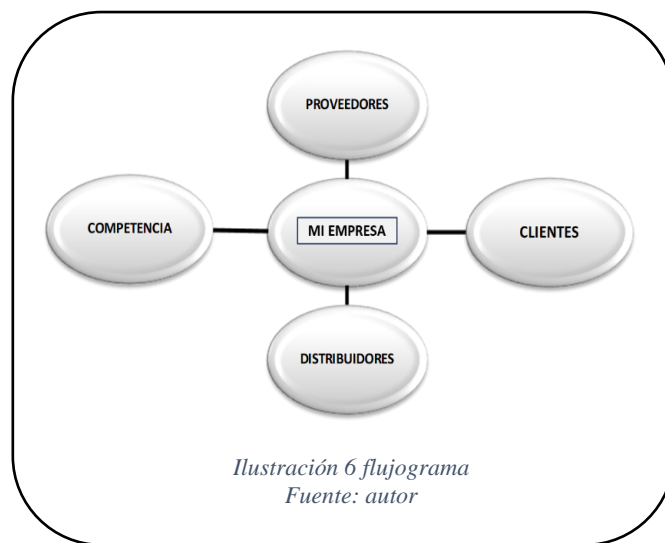 PROVEEDORES
COMPETENCIA
MI EMPRESA
CLIENTES
DISTRIBUIDORES
Ilustración 6 flujograma
Fuente: autor